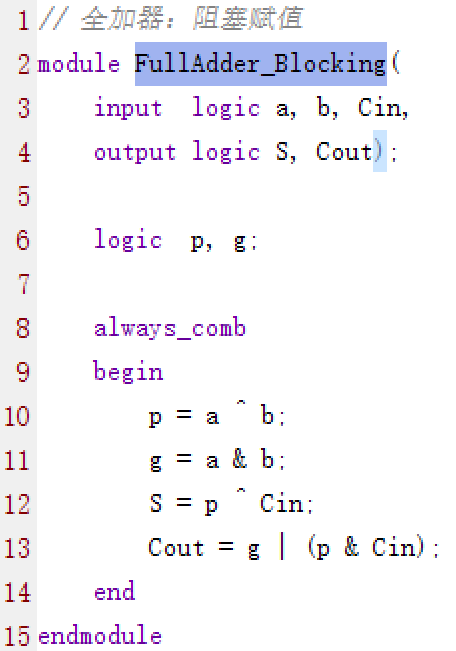 1 // 全加器：阻塞赋值
2 module FullAdder_Blocking(
3     input  logic a, b, Cin,
4     output logic S, Cout);
5
6     logic  p, g;
7
8     always_comb
9     begin
10         p = a ^ b;
11         g = a & b;
12         S = p ^ Cin;
13         Cout = g | (p & Cin);
14     end
15 endmodule